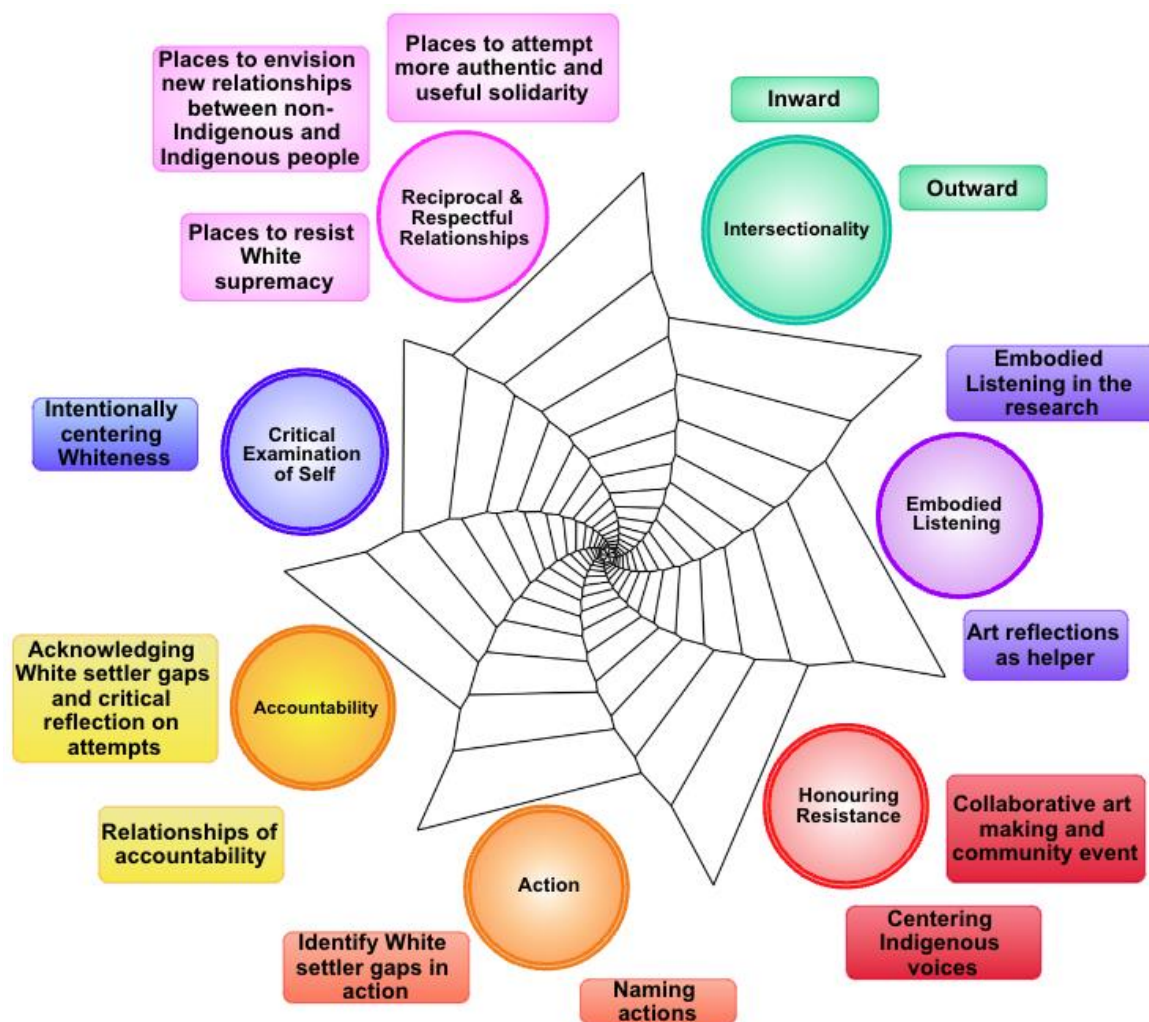 Places to envision
new relationships
between non-
Indigenous and
Indigenous people
Places to attempt
more authentic and
useful solidarity
Places to resist
White
supremacy
Reciprocal &
Respectful
Relationships
Inward
Outward
Intersectionality
Embodied
Listening in the
research
Embodied
Listening
Art reflections
as helper
Honouring
Resistance
Collaborative art
making and
community event
Centering
Indigenous
voices
Action
Naming
actions
Identify White
settler gaps in
action
Accountability
Relationships of
accountability
Acknowledging
White settler gaps
and critical
reflection on
attempts
Critical
Examination
of Self
Intentionally
centering
Whiteness